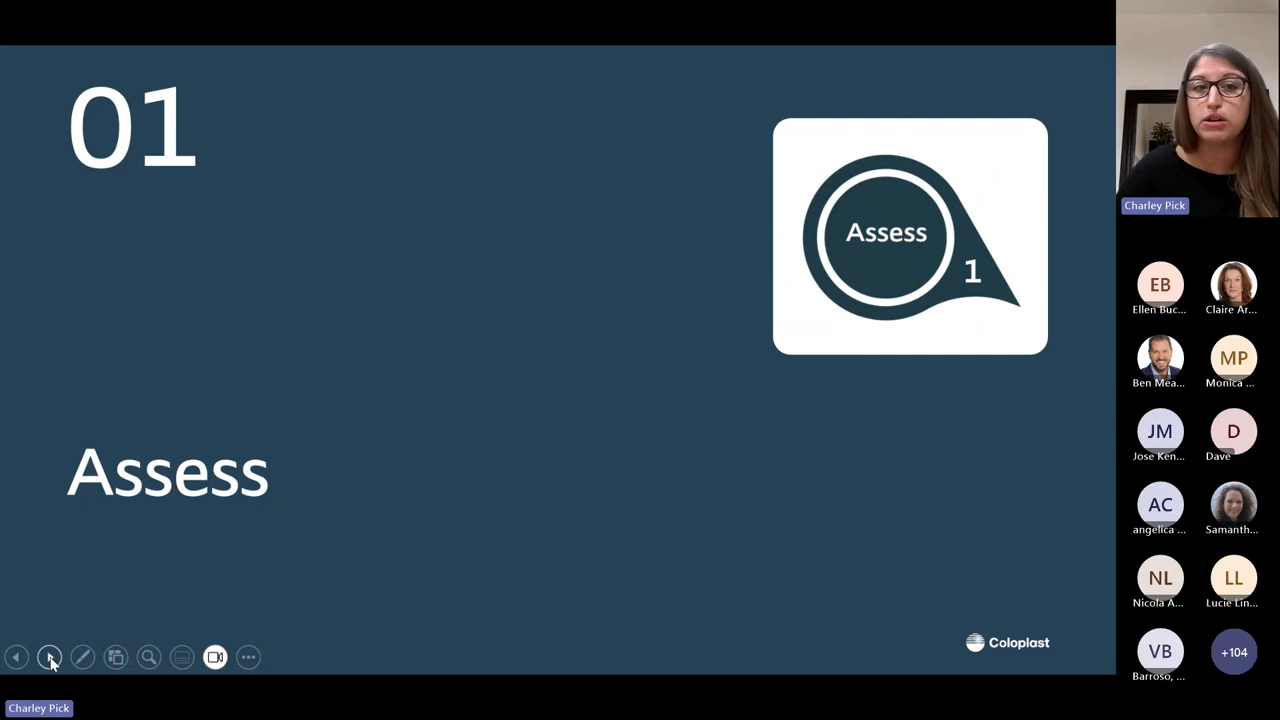 01
Assess
1
Assess
Coloplast
Charley Pick
Charley Pick
EB
Ellen Buc...
Claire Ar...
Ben Mea...
MP
Monica ...
JM
Jose Ken...
D
Dave
AC
angelica ...
Samanth...
NL
Nicola A...
LL
Lucie Lin...
VB
Barroso, ...
+104